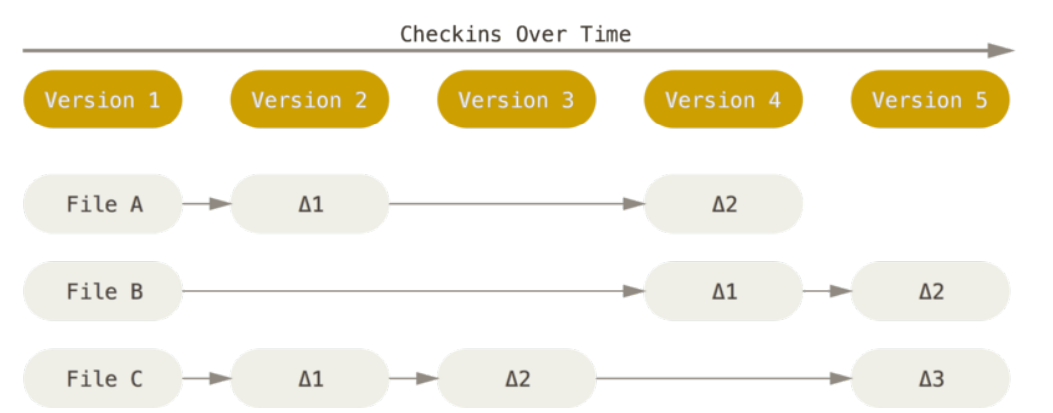 Checkins Over Time
Version 1 Version 2 Version 3 Version 4 Version 5
File A Δ1 Δ2
File B Δ1 Δ2
File C Δ1 Δ2 Δ3